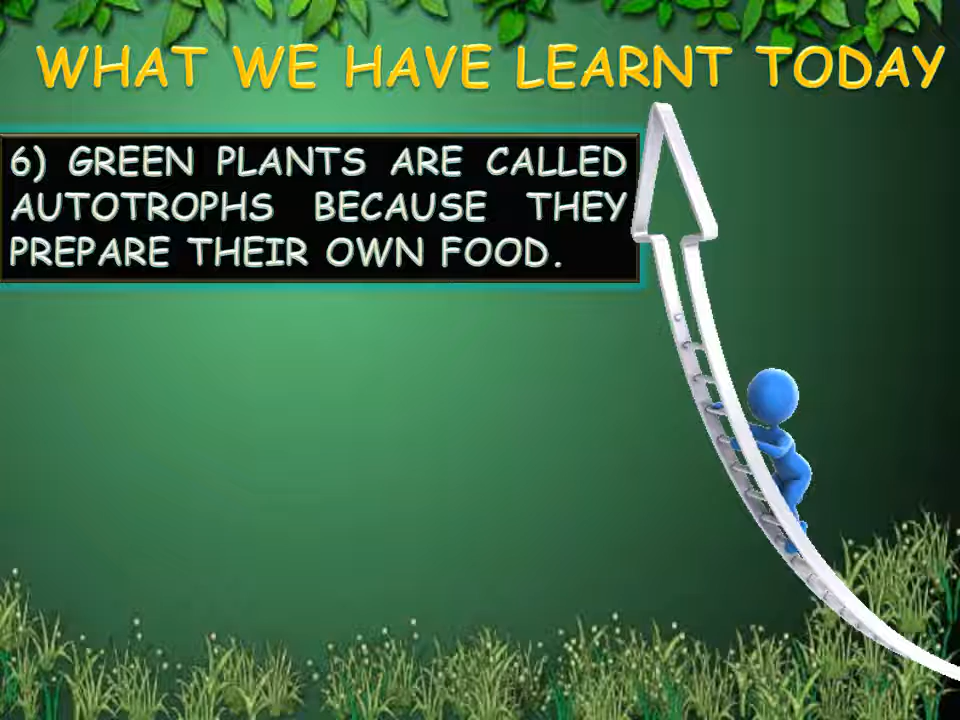 WHAT WE HAVE LEARNT TODAY
6) GREEN PLANTS ARE CALLED
AUTOTROPHS BECAUSE THEY
PREPARE THEIR OWN FOOD.